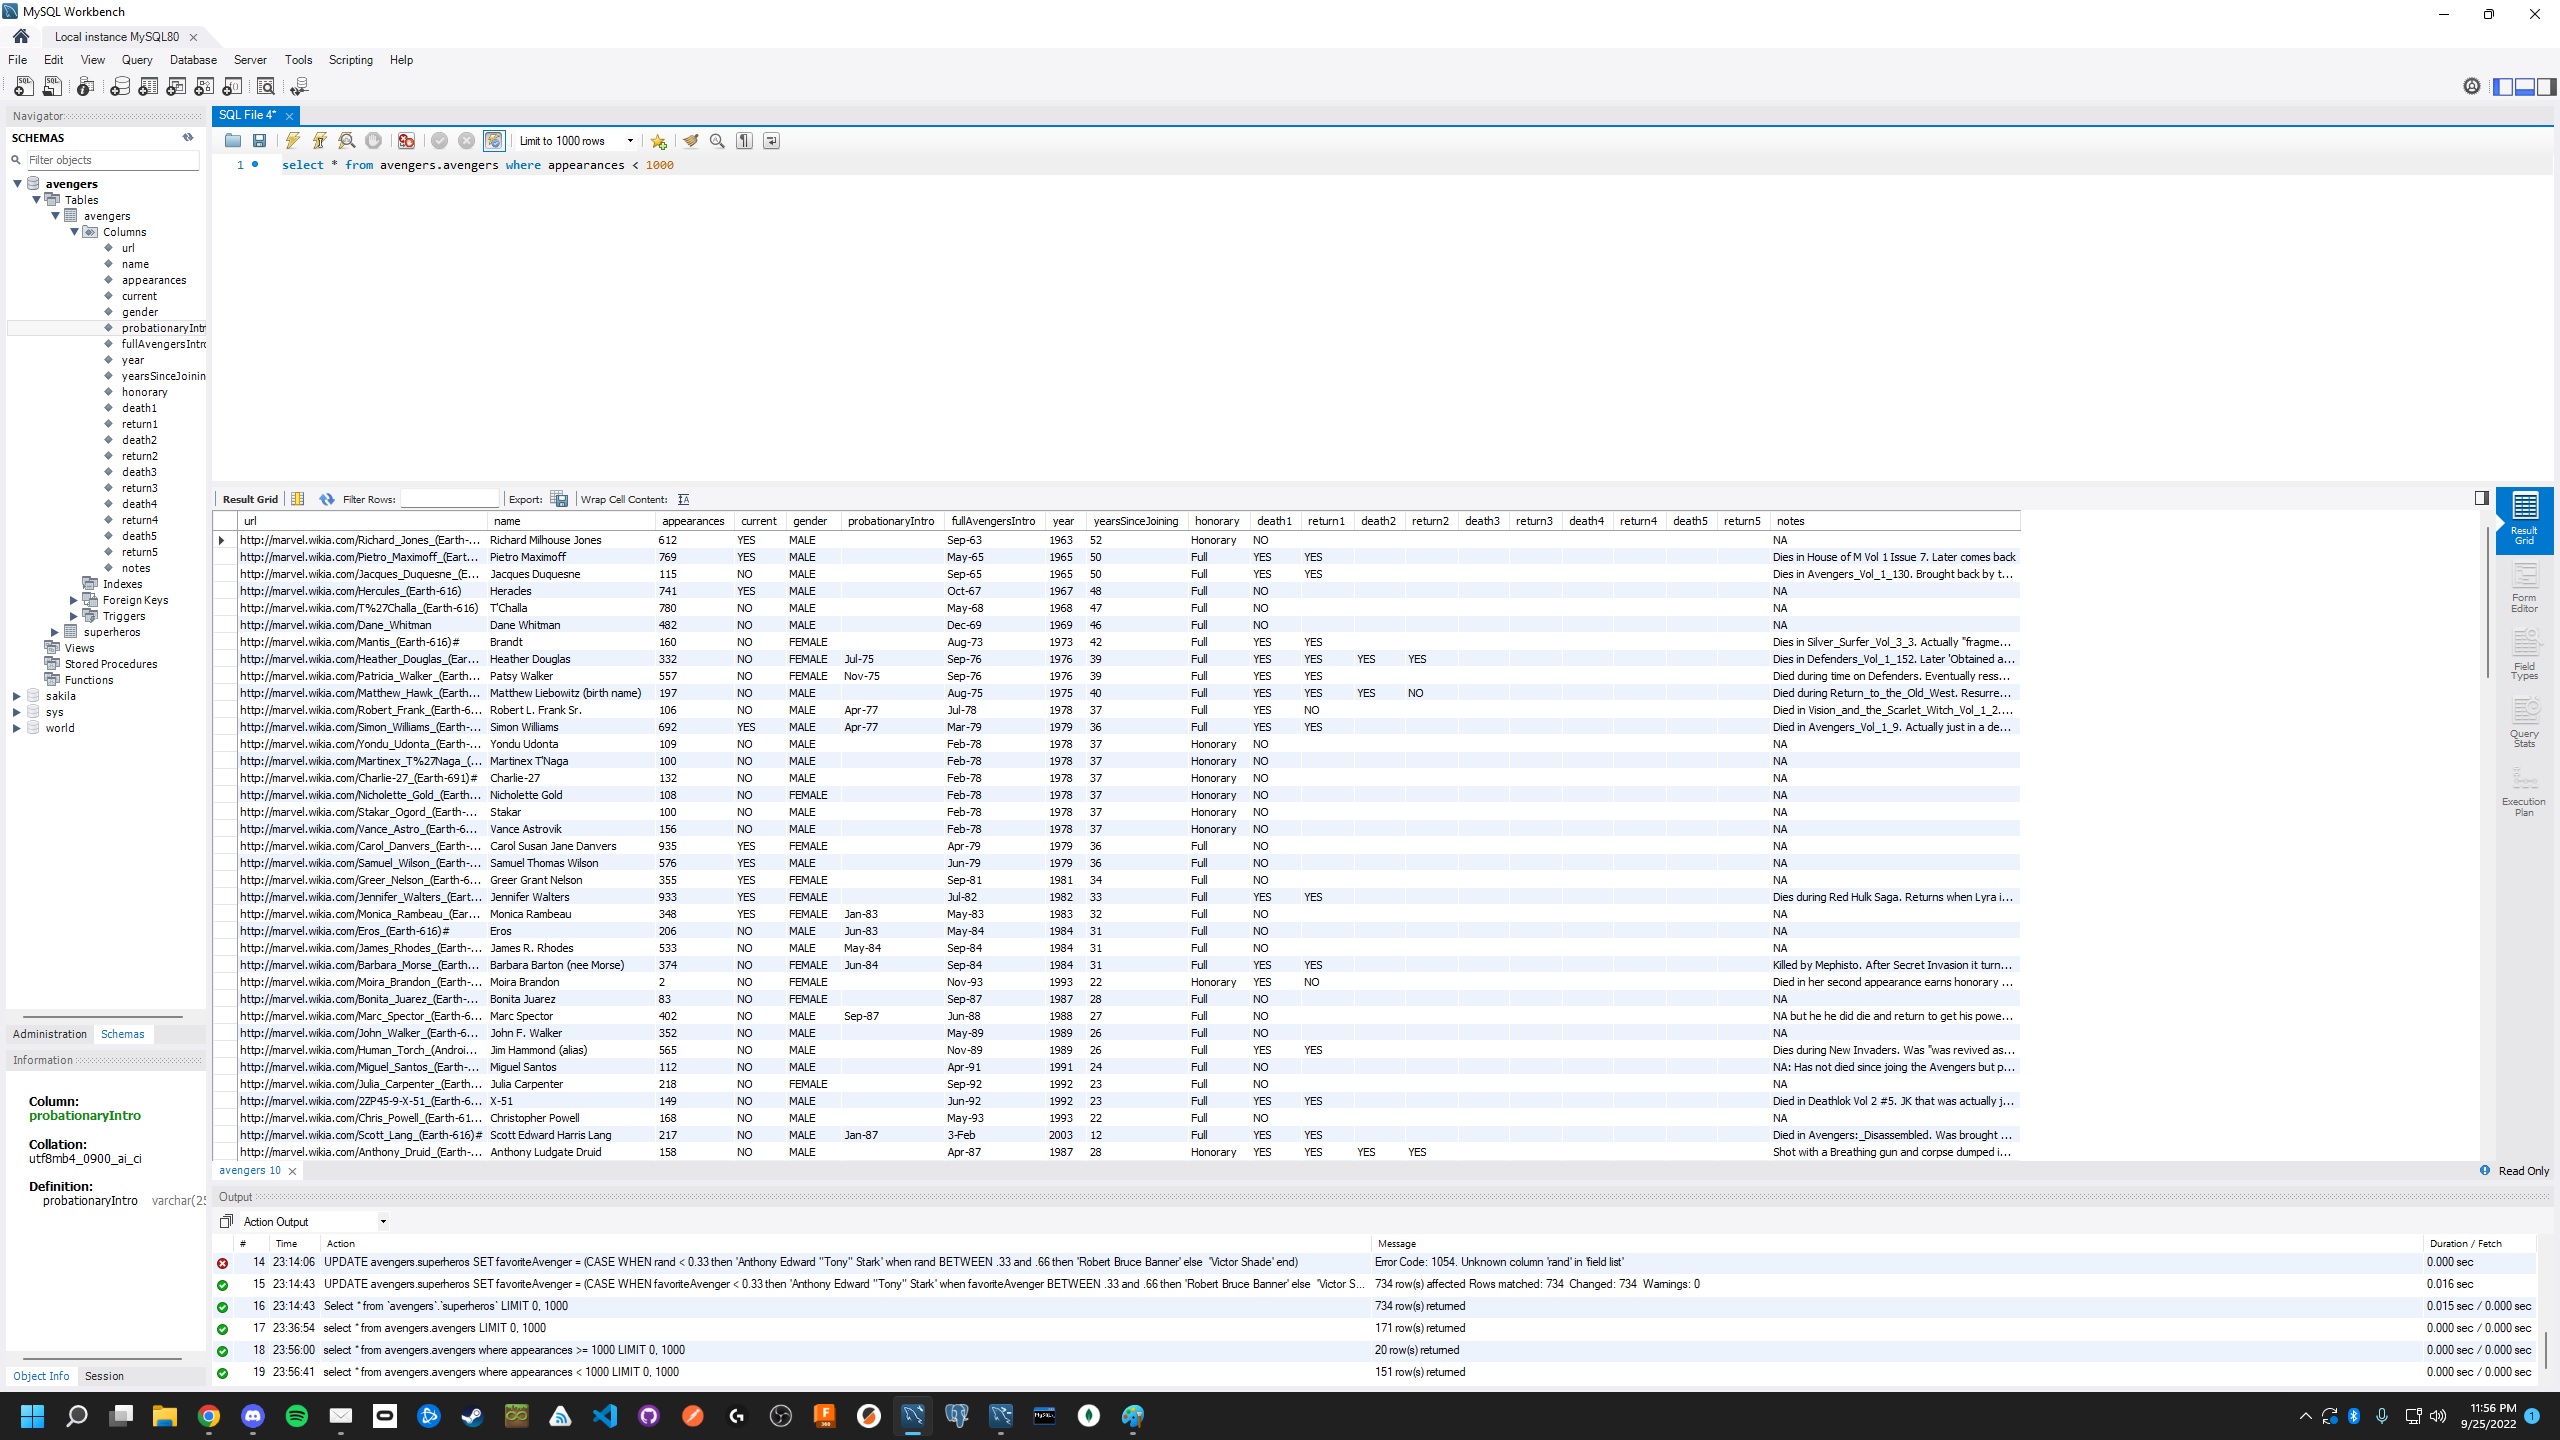 MySQL Workbench
Local instance MySQL80
File Edit View Query Database Server Tools Scripting Help
Navigator
SCHEMAS
Filter objects
avengers
Tables
avengers
Columns
url
name
appearances
current
gender
probationaryIntr
fullAvengersIntro
year
yearsSinceJoinin
honorary
death1
return1
death2
return2
death3
return3
death4
return4
death5
return5
notes
Indexes
Foreign Keys
Triggers
superheros
Views
Stored Procedures
Functions
sakila
sys
world
Administration Schemas
Information
Column:
probationaryIntro
Collation:
utf8mb4_0900_ai_ci
Definition:
probationaryIntro varchar(25
Object Info Session
SQL File 4*
Limit to 1000 rows
1 select * from avengers.avengers where appearances < 1000
Result Grid Filter Rows: Export: Wrap Cell Content:
url name appearances current gender probationaryIntro fullAvengersIntro year yearsSinceJoining honorary death1 return1 death2 return2 death3 return3 death4 return4 death5 return5 notes
http://marvel.wikia.com/Richard_Jones_(Earth-... Richard Milhouse Jones 612 YES MALE Sep-63 1963 52 Honorary NO NA
http://marvel.wikia.com/Pietro_Maximoff_(Eart... Pietro Maximoff 769 YES MALE May-65 1965 50 Full YES YES Dies in House of M Vol 1 Issue 7. Later comes back
http://marvel.wikia.com/Jacques_Duquesne_(E... Jacques Duquesne 115 NO MALE Sep-65 1965 50 Full YES YES Dies in Avengers_Vol_1_130. Brought back by t...
http://marvel.wikia.com/Hercules_(Earth-616) Heracles 741 YES MALE Oct-67 1967 48 Full NO NA
http://marvel.wikia.com/T%27Challa_(Earth-616) T'Challa 780 NO MALE May-68 1968 47 Full NO NA
http://marvel.wikia.com/Dane_Whitman Dane Whitman 482 NO MALE Dec-69 1969 46 Full NO NA
http://marvel.wikia.com/Mantis_(Earth-616)# Brandt 160 NO FEMALE Aug-73 1973 42 Full YES YES Dies in Silver_Surfer_Vol_3_3. Actually "fragme...
http://marvel.wikia.com/Heather_Douglas_(Ear... Heather Douglas 332 NO FEMALE Jul-75 Sep-76 1976 39 Full YES YES YES YES Dies in Defenders_Vol_1_152. Later 'Obtained a...
http://marvel.wikia.com/Patricia_Walker_(Earth... Patsy Walker 557 NO FEMALE Nov-75 Sep-76 1976 39 Full YES YES Died during time on Defenders. Eventually ress...
http://marvel.wikia.com/Matthew_Hawk_(Earth... Matthew Liebowitz (birth name) 197 NO MALE Aug-75 1975 40 Full YES YES YES NO Died during Return_to_the_Old_West. Resurre...
http://marvel.wikia.com/Robert_Frank_(Earth-6... Robert L. Frank Sr. 106 NO MALE Apr-77 Jul-78 1978 37 Full YES NO Died in Vision_and_the_Scarlet_Witch_Vol_1_2....
http://marvel.wikia.com/Simon_Williams_(Earth-... Simon Williams 692 YES MALE Apr-77 Mar-79 1979 36 Full YES YES Died in Avengers_Vol_1_9. Actually just in a de...
http://marvel.wikia.com/Yondu_Udonta_(Earth-... Yondu Udonta 109 NO MALE Feb-78 1978 37 Honorary NO NA
http://marvel.wikia.com/Martinex_T%27Naga_(... Martinex T'Naga 100 NO MALE Feb-78 1978 37 Honorary NO NA
http://marvel.wikia.com/Charlie-27_(Earth-691)# Charlie-27 132 NO MALE Feb-78 1978 37 Honorary NO NA
http://marvel.wikia.com/Nicholette_Gold_(Earth... Nicholette Gold 108 NO FEMALE Feb-78 1978 37 Honorary NO NA
http://marvel.wikia.com/Stakar_Ogord_(Earth-... Stakar 100 NO MALE Feb-78 1978 37 Honorary NO NA
http://marvel.wikia.com/Vance_Astro_(Earth-6... Vance Astrovik 156 NO MALE Feb-78 1978 37 Honorary NO NA
http://marvel.wikia.com/Carol_Danvers_(Earth-... Carol Susan Jane Danvers 935 YES FEMALE Apr-79 1979 36 Full NO NA
http://marvel.wikia.com/Samuel_Wilson_(Earth-... Samuel Thomas Wilson 576 YES MALE Jun-79 1979 36 Full NO NA
http://marvel.wikia.com/Greer_Nelson_(Earth-6... Greer Grant Nelson 355 YES FEMALE Sep-81 1981 34 Full NO NA
http://marvel.wikia.com/Jennifer_Walters_(Eart... Jennifer Walters 933 YES FEMALE Jul-82 1982 33 Full YES YES Dies during Red Hulk Saga. Returns when Lyra i...
http://marvel.wikia.com/Monica_Rambeau_(Ear... Monica Rambeau 348 YES FEMALE Jan-83 May-83 1983 32 Full NO NA
http://marvel.wikia.com/Eros_(Earth-616)# Eros 206 NO MALE Jun-83 May-84 1984 31 Full NO NA
http://marvel.wikia.com/James_Rhodes_(Earth-... James R. Rhodes 533 NO MALE May-84 Sep-84 1984 31 Full NO NA
http://marvel.wikia.com/Barbara_Morse_(Earth... Barbara Barton (nee Morse) 374 NO FEMALE Jun-84 Sep-84 1984 31 Full YES YES Killed by Mephisto. After Secret Invasion it turn...
http://marvel.wikia.com/Moira_Brandon_(Earth-... Moira Brandon 2 NO FEMALE Nov-93 1993 22 Honorary YES NO Died in her second appearance earns honorary ...
http://marvel.wikia.com/Bonita_Juarez_(Earth-... Bonita Juarez 83 NO FEMALE Sep-87 1987 28 Full NO NA
http://marvel.wikia.com/Marc_Spector_(Earth-6... Marc Spector 402 NO MALE Sep-87 Jun-88 1988 27 Full NO NA but he he did die and return to get his powe...
http://marvel.wikia.com/John_Walker_(Earth-6... John F. Walker 352 NO MALE May-89 1989 26 Full NO NA
http://marvel.wikia.com/Human_Torch_(Androi... Jim Hammond (alias) 565 NO MALE Nov-89 1989 26 Full YES YES Dies during New Invaders. Was "was revived as...
http://marvel.wikia.com/Miguel_Santos_(Earth-... Miguel Santos 112 NO MALE Apr-91 1991 24 Full NO NA: Has not died since joing the Avengers but p...
http://marvel.wikia.com/Julia_Carpenter_(Earth... Julia Carpenter 218 NO FEMALE Sep-92 1992 23 Full NO NA
http://marvel.wikia.com/2ZP45-9-X-51_(Earth-6... X-51 149 NO MALE Jun-92 1992 23 Full YES YES Died in Deathlok Vol 2 #5. JK that was actually j...
http://marvel.wikia.com/Chris_Powell_(Earth-61... Christopher Powell 168 NO MALE May-93 1993 22 Full NO NA
http://marvel.wikia.com/Scott_Lang_(Earth-616)# Scott Edward Harris Lang 217 NO MALE Jan-87 3-Feb 2003 12 Full YES YES Died in Avengers:_Disassembled. Was brought ...
http://marvel.wikia.com/Anthony_Druid_(Earth-... Anthony Ludgate Druid 158 NO MALE Apr-87 1987 28 Honorary YES YES YES YES Shot with a Breathing gun and corpse dumped i...
Result Grid
Form Editor
Field Types
Query Stats
Execution Plan
avengers 10
Read Only
Output
Action Output
# Time Action Message Duration / Fetch
14 23:14:06 UPDATE avengers.superheros SET favoriteAvenger = (CASE WHEN rand < 0.33 then 'Anthony Edward "Tony" Stark' when rand BETWEEN .33 and .66 then 'Robert Bruce Banner' else 'Victor Shade' end) Error Code: 1054. Unknown column 'rand' in 'field list' 0.000 sec
15 23:14:43 UPDATE avengers.superheros SET favoriteAvenger = (CASE WHEN favoriteAvenger < 0.33 then 'Anthony Edward "Tony" Stark' when favoriteAvenger BETWEEN .33 and .66 then 'Robert Bruce Banner' else 'Victor S... 734 row(s) affected Rows matched: 734 Changed: 734 Warnings: 0 0.016 sec
16 23:14:43 Select * from `avengers`.`superheros` LIMIT 0, 1000 734 row(s) returned 0.015 sec / 0.000 sec
17 23:36:54 select * from avengers.avengers LIMIT 0, 1000 171 row(s) returned 0.000 sec / 0.000 sec
18 23:56:00 select * from avengers.avengers where appearances >= 1000 LIMIT 0, 1000 20 row(s) returned 0.000 sec / 0.000 sec
19 23:56:41 select * from avengers.avengers where appearances < 1000 LIMIT 0, 1000 151 row(s) returned 0.000 sec / 0.000 sec
11:56 PM
9/25/2022
1